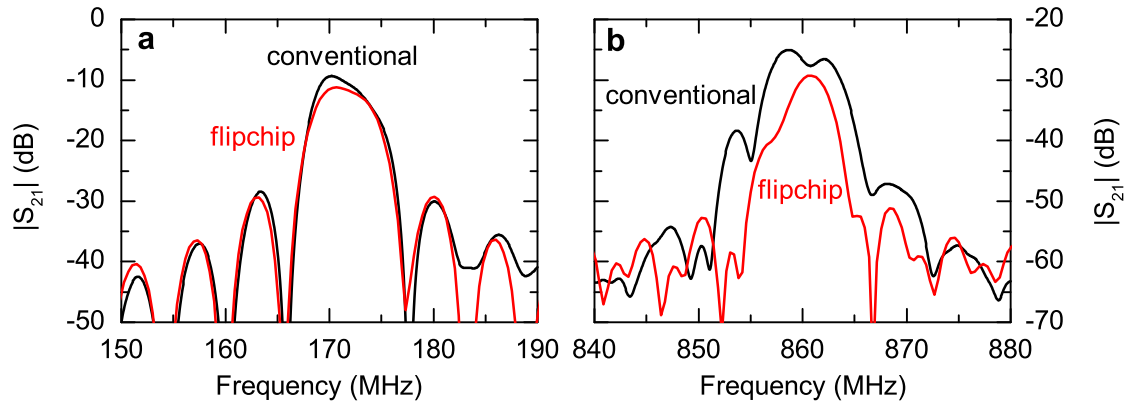 a
conventional
flipchip
0
-10
-20
-30
-40
-50
|S21| (dB)
150 160 170 180 190
Frequency (MHz)
b
conventional
flipchip
-20
-30
-40
-50
-60
-70
|S21| (dB)
840 850 860 870 880
Frequency (MHz)